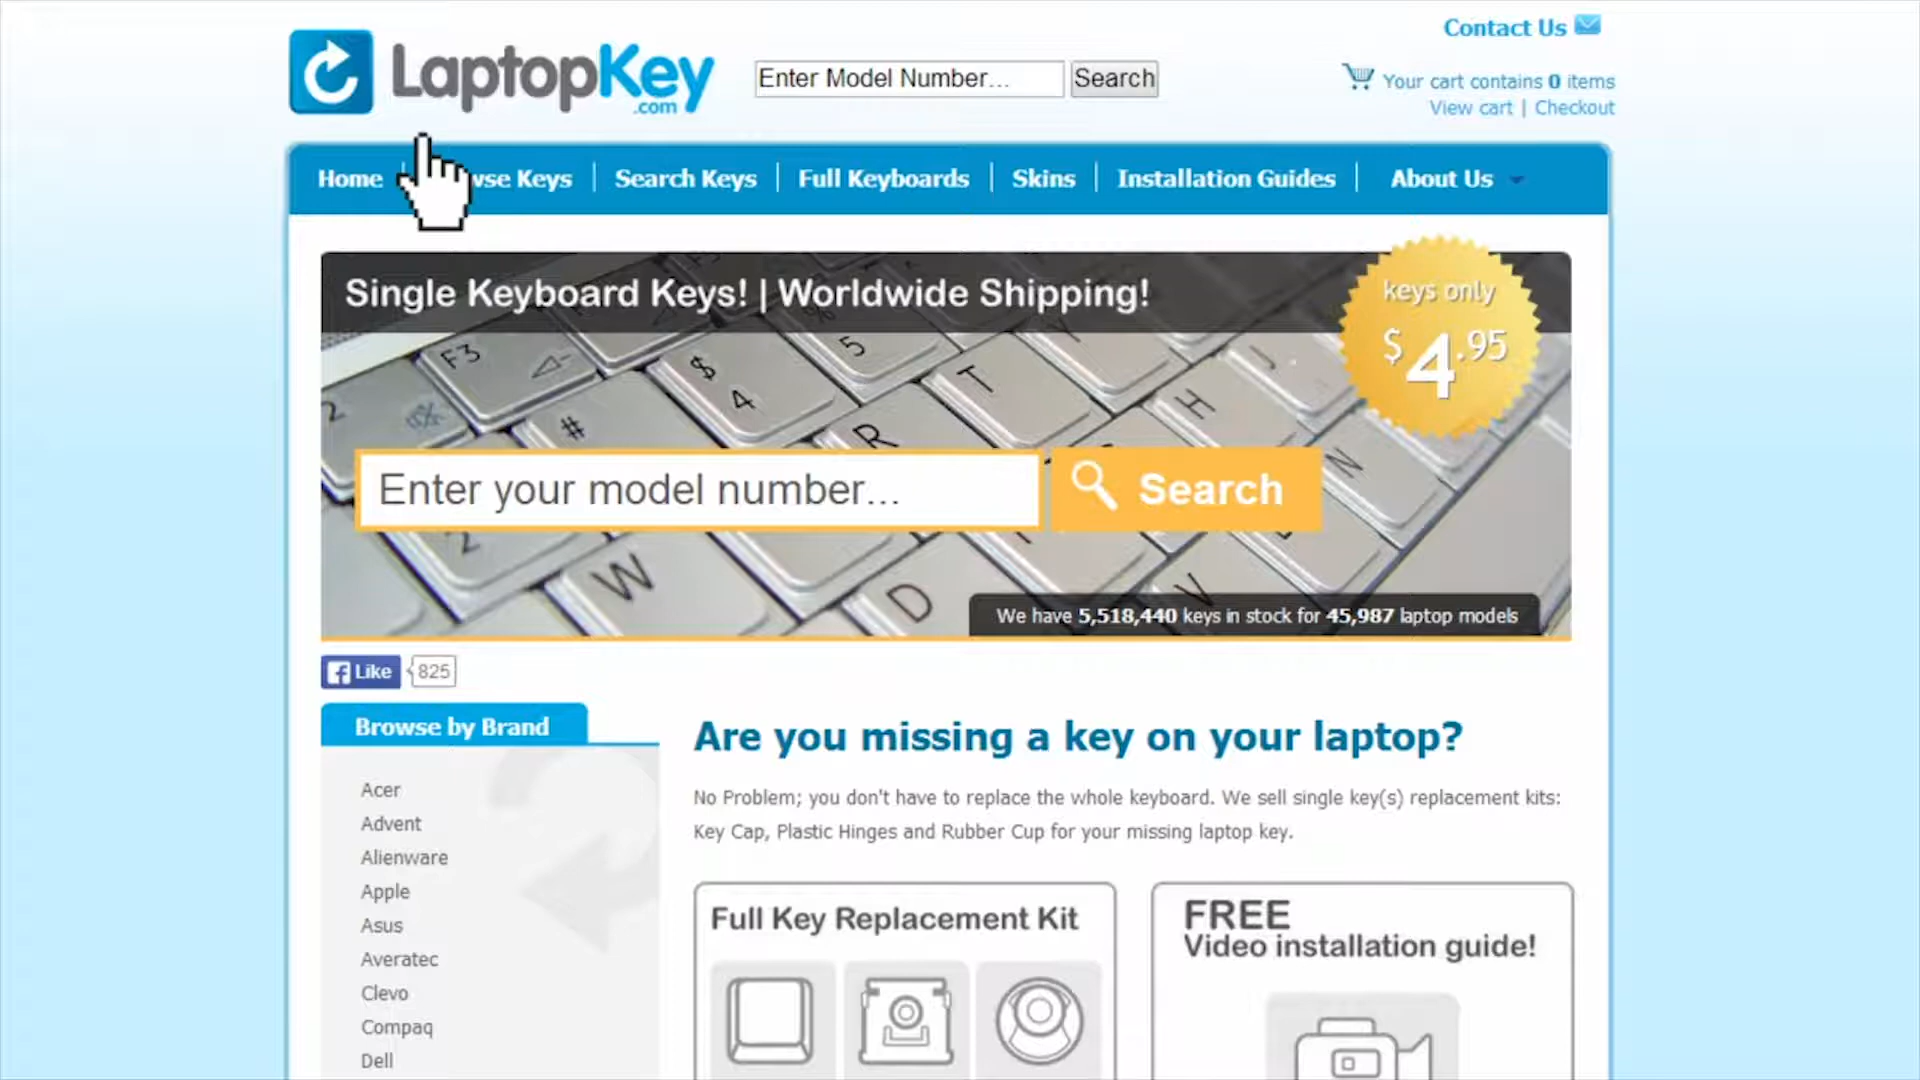 Contact Us
LaptopKey
.com
Enter Model Number...
Search
Your cart contains 0 items
View cart | Checkout
Home
wse Keys
Search Keys
Full Keyboards
Skins
Installation Guides
About Us
Single Keyboard Keys! | Worldwide Shipping!
keys only
$4.95
F3
5
$
4
T
J
H
2
#
R
N
Enter your model number...
Search
W
D
V
We have 5,518,440 keys in stock for 45,987 laptop models
Like
825
Browse by Brand
Acer
Advent
Alienware
Apple
Asus
Averatec
Clevo
Compaq
Dell
Are you missing a key on your laptop?
No Problem; you don't have to replace the whole keyboard. We sell single key(s) replacement kits:
Key Cap, Plastic Hinges and Rubber Cup for your missing laptop key.
Full Key Replacement Kit
FREE
Video installation guide!